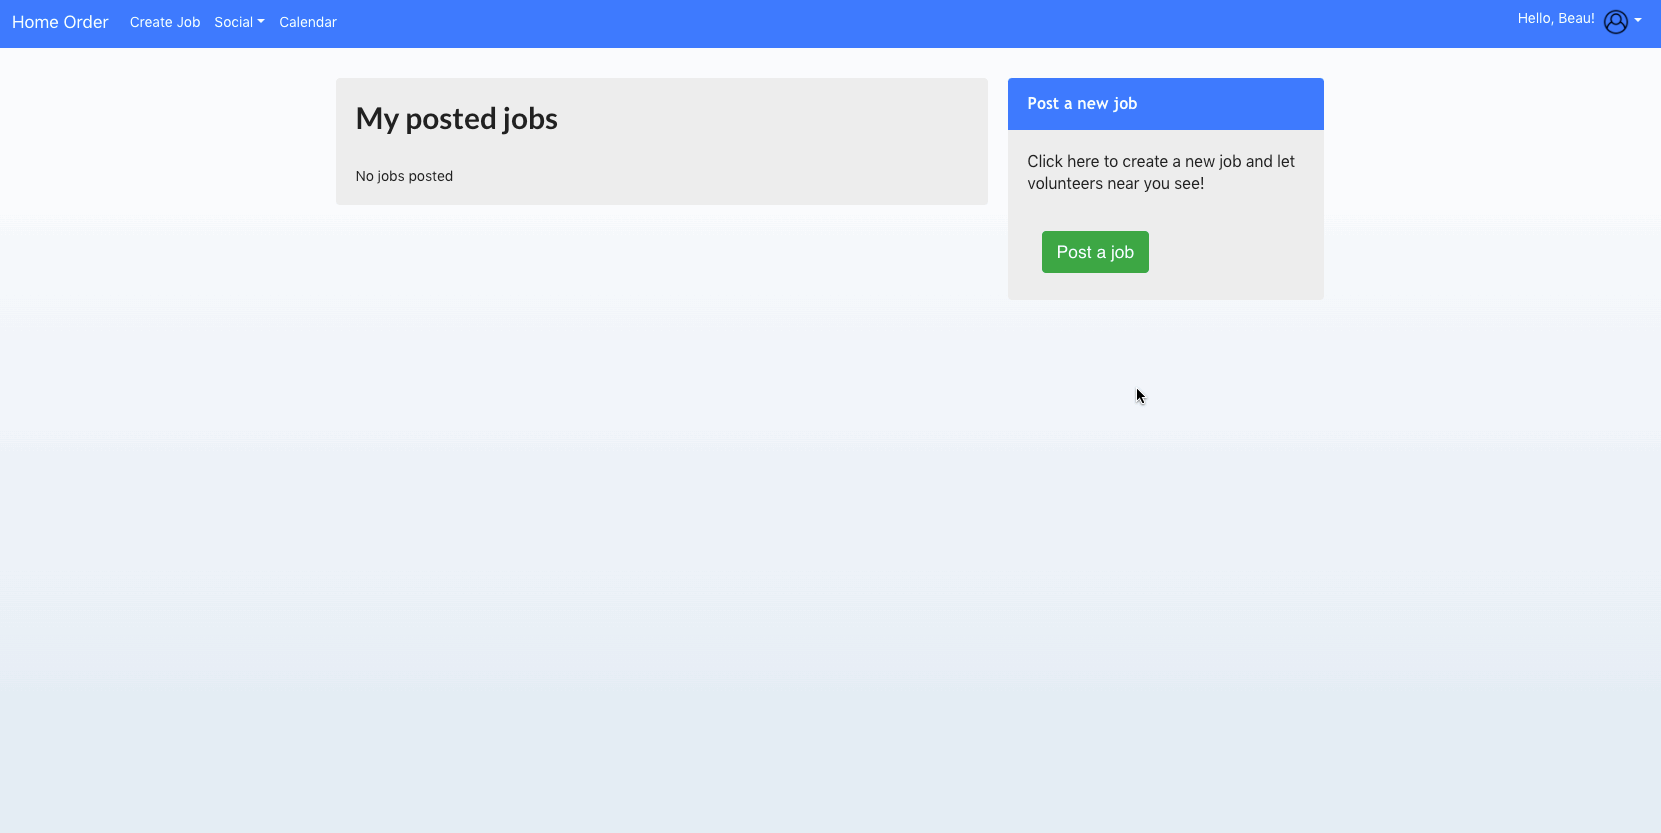 Home Order Create Job Social Calendar Hello, Beau!
My posted jobs
No jobs posted
Post a new job
Click here to create a new job and let
volunteers near you see!
Post a job